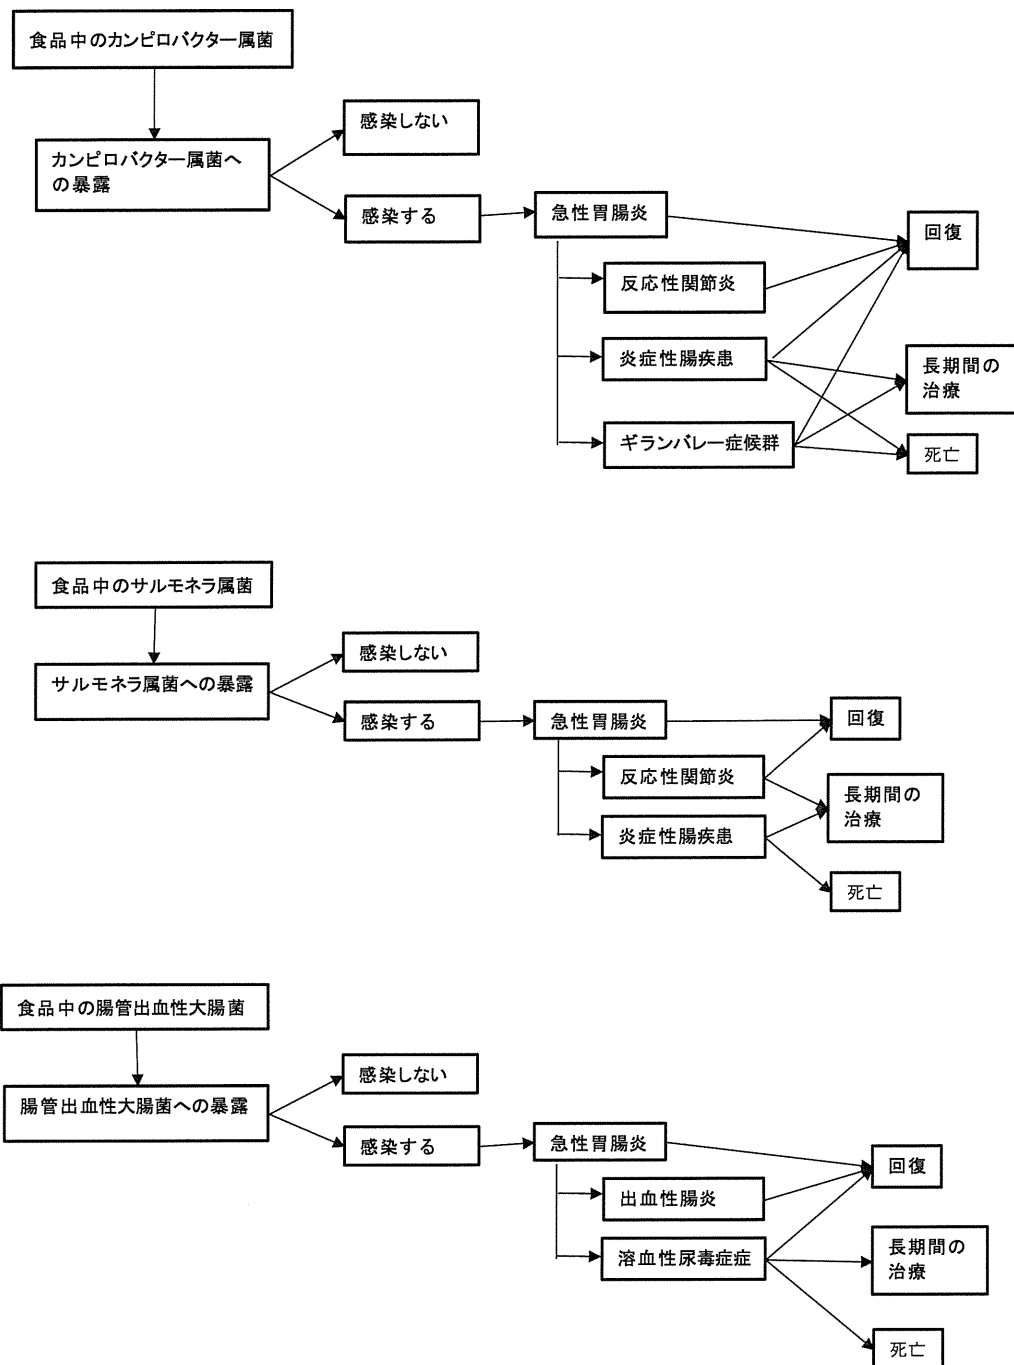 食品中のカンピロバクター属菌
感染しない
カンピロバクター属菌へ
の暴露
感染する
急性胃腸炎
回復
反応性関節炎
炎症性腸疾患
長期間の
治療
ギランバレー症候群
死亡
食品中のサルモネラ属菌
感染しない
サルモネラ属菌への暴露
感染する
急性胃腸炎
回復
反応性関節炎
長期間の
治療
炎症性腸疾患
死亡
食品中の腸管出血性大腸菌
感染しない
腸管出血性大腸菌への暴露
感染する
急性胃腸炎
回復
出血性腸炎
長期間の
治療
溶血性尿毒症症
死亡